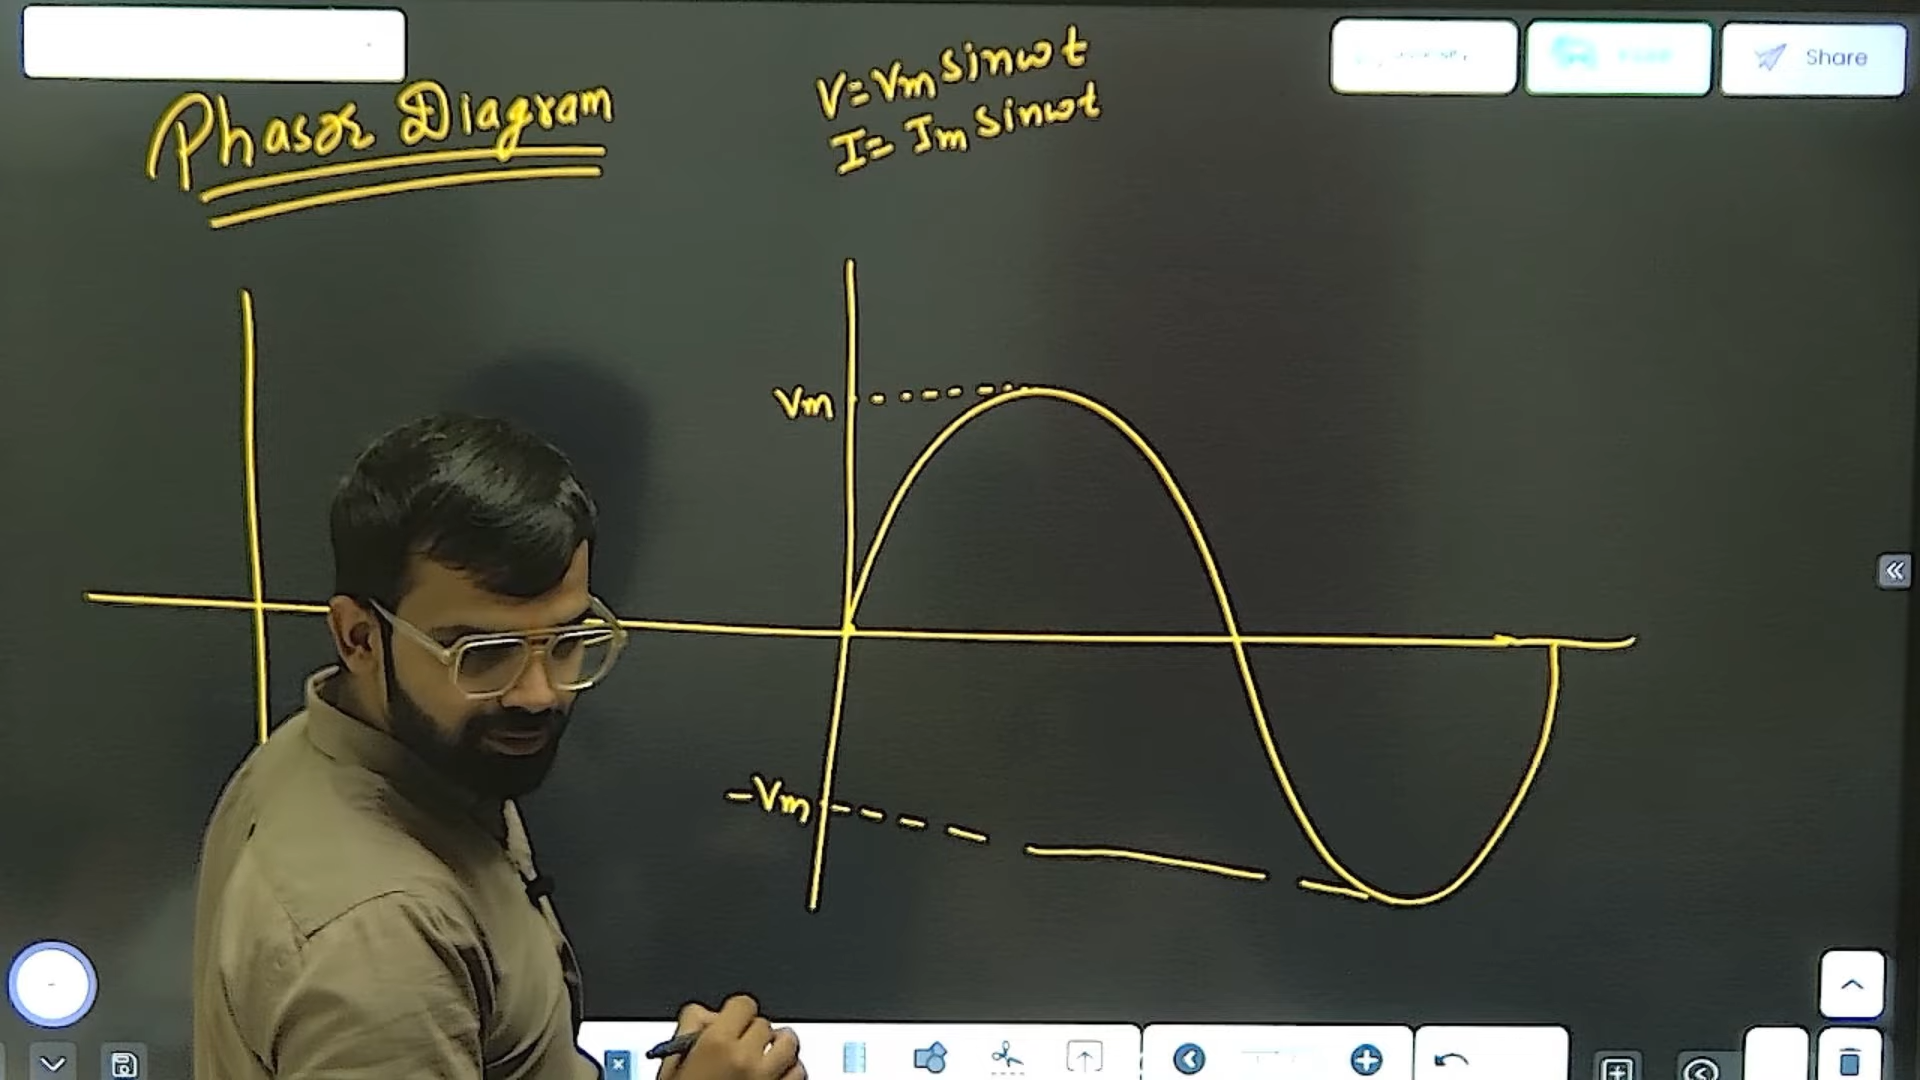 Phasor Diagram
V=Vm sinωt
I= Im sinωt
Share
Vm
-Vm